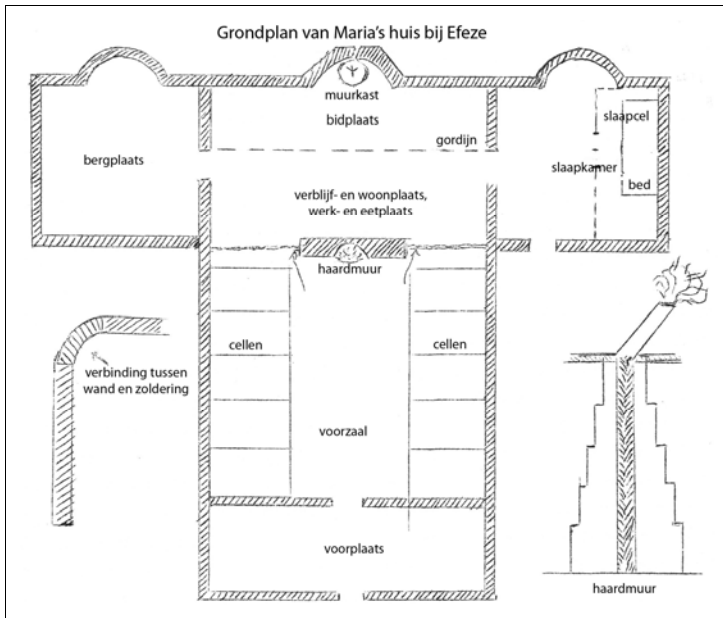 Grondplan van Maria's huis bij Efeze
muurkast
bidplaats
gordijn
slaapcel
bergplaats
slaapkamer
bed
verblijf- en woonplaats,
werk- en eetplaats
haardmuur
cellen
cellen
verbinding tussen
wand en zoldering
voorzaal
voorplaats
haardmuur